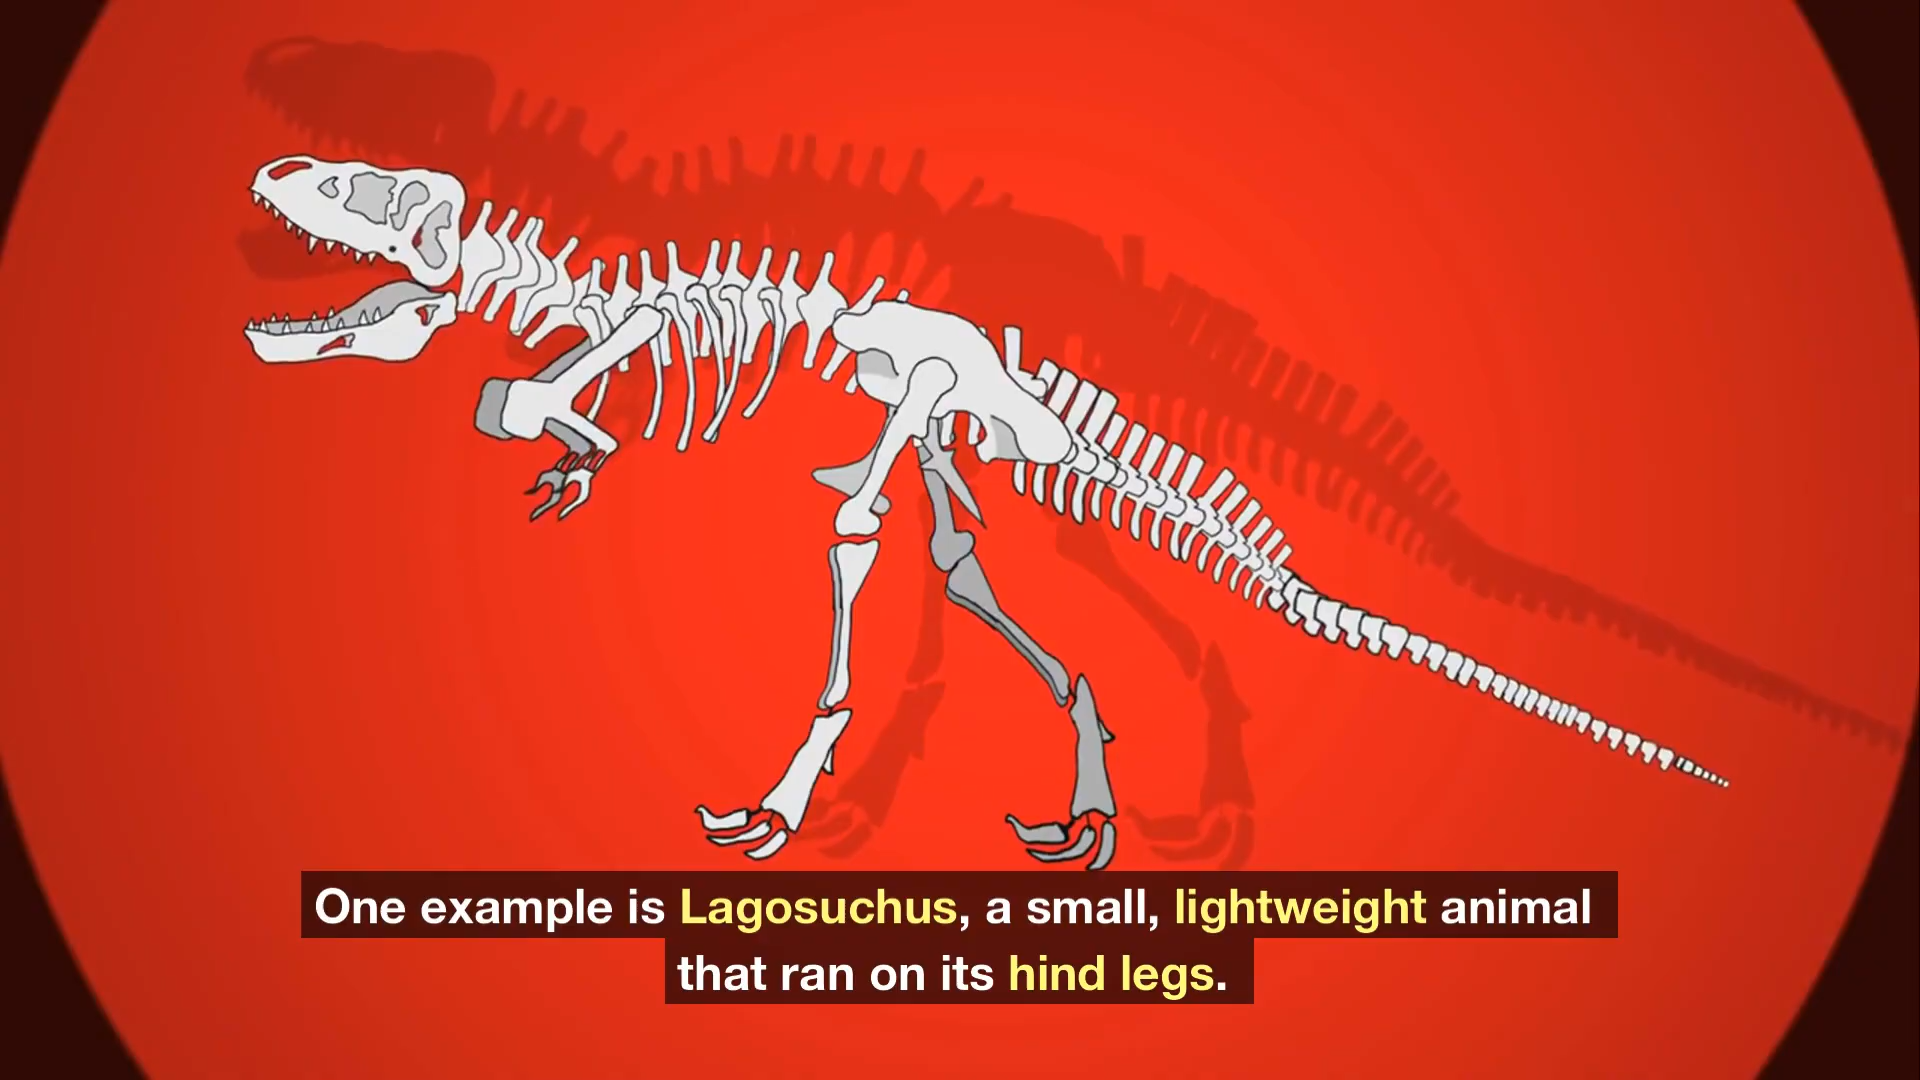 One example is Lagosuchus, a small, lightweight animal
that ran on its hind legs.